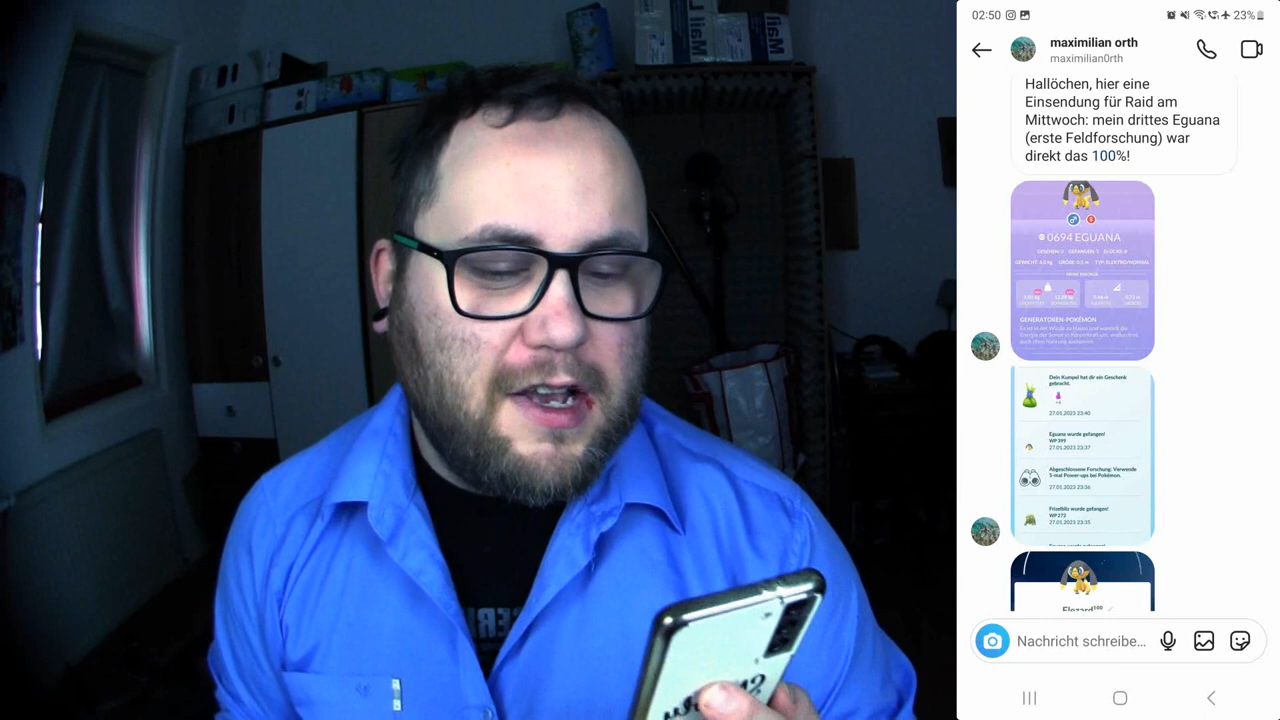 02:50
23%
maximilian orth
maximilian0rth
Hallöchen, hier eine
Einsendung für Raid am
Mittwoch: mein drittes Eguana
(erste Feldforschung) war
direkt das 100%!
0694 EGUANA
GENERATOREN-POKÉMON
Dein Kumpel hat dir ein Geschenk
gebracht.
27.01.2023 23:40
Eguana wurde gefangen!
WP399
27.01.2023 23:37
Abgeschlossene Forschung: Verwende
5-mal Power-ups bei Pokémon.
27.01.2023 23:36
Frizelbliz wurde gefangen!
WP272
27.01.2023 23:35
Elezard¹⁰⁰
Nachricht schreibe...